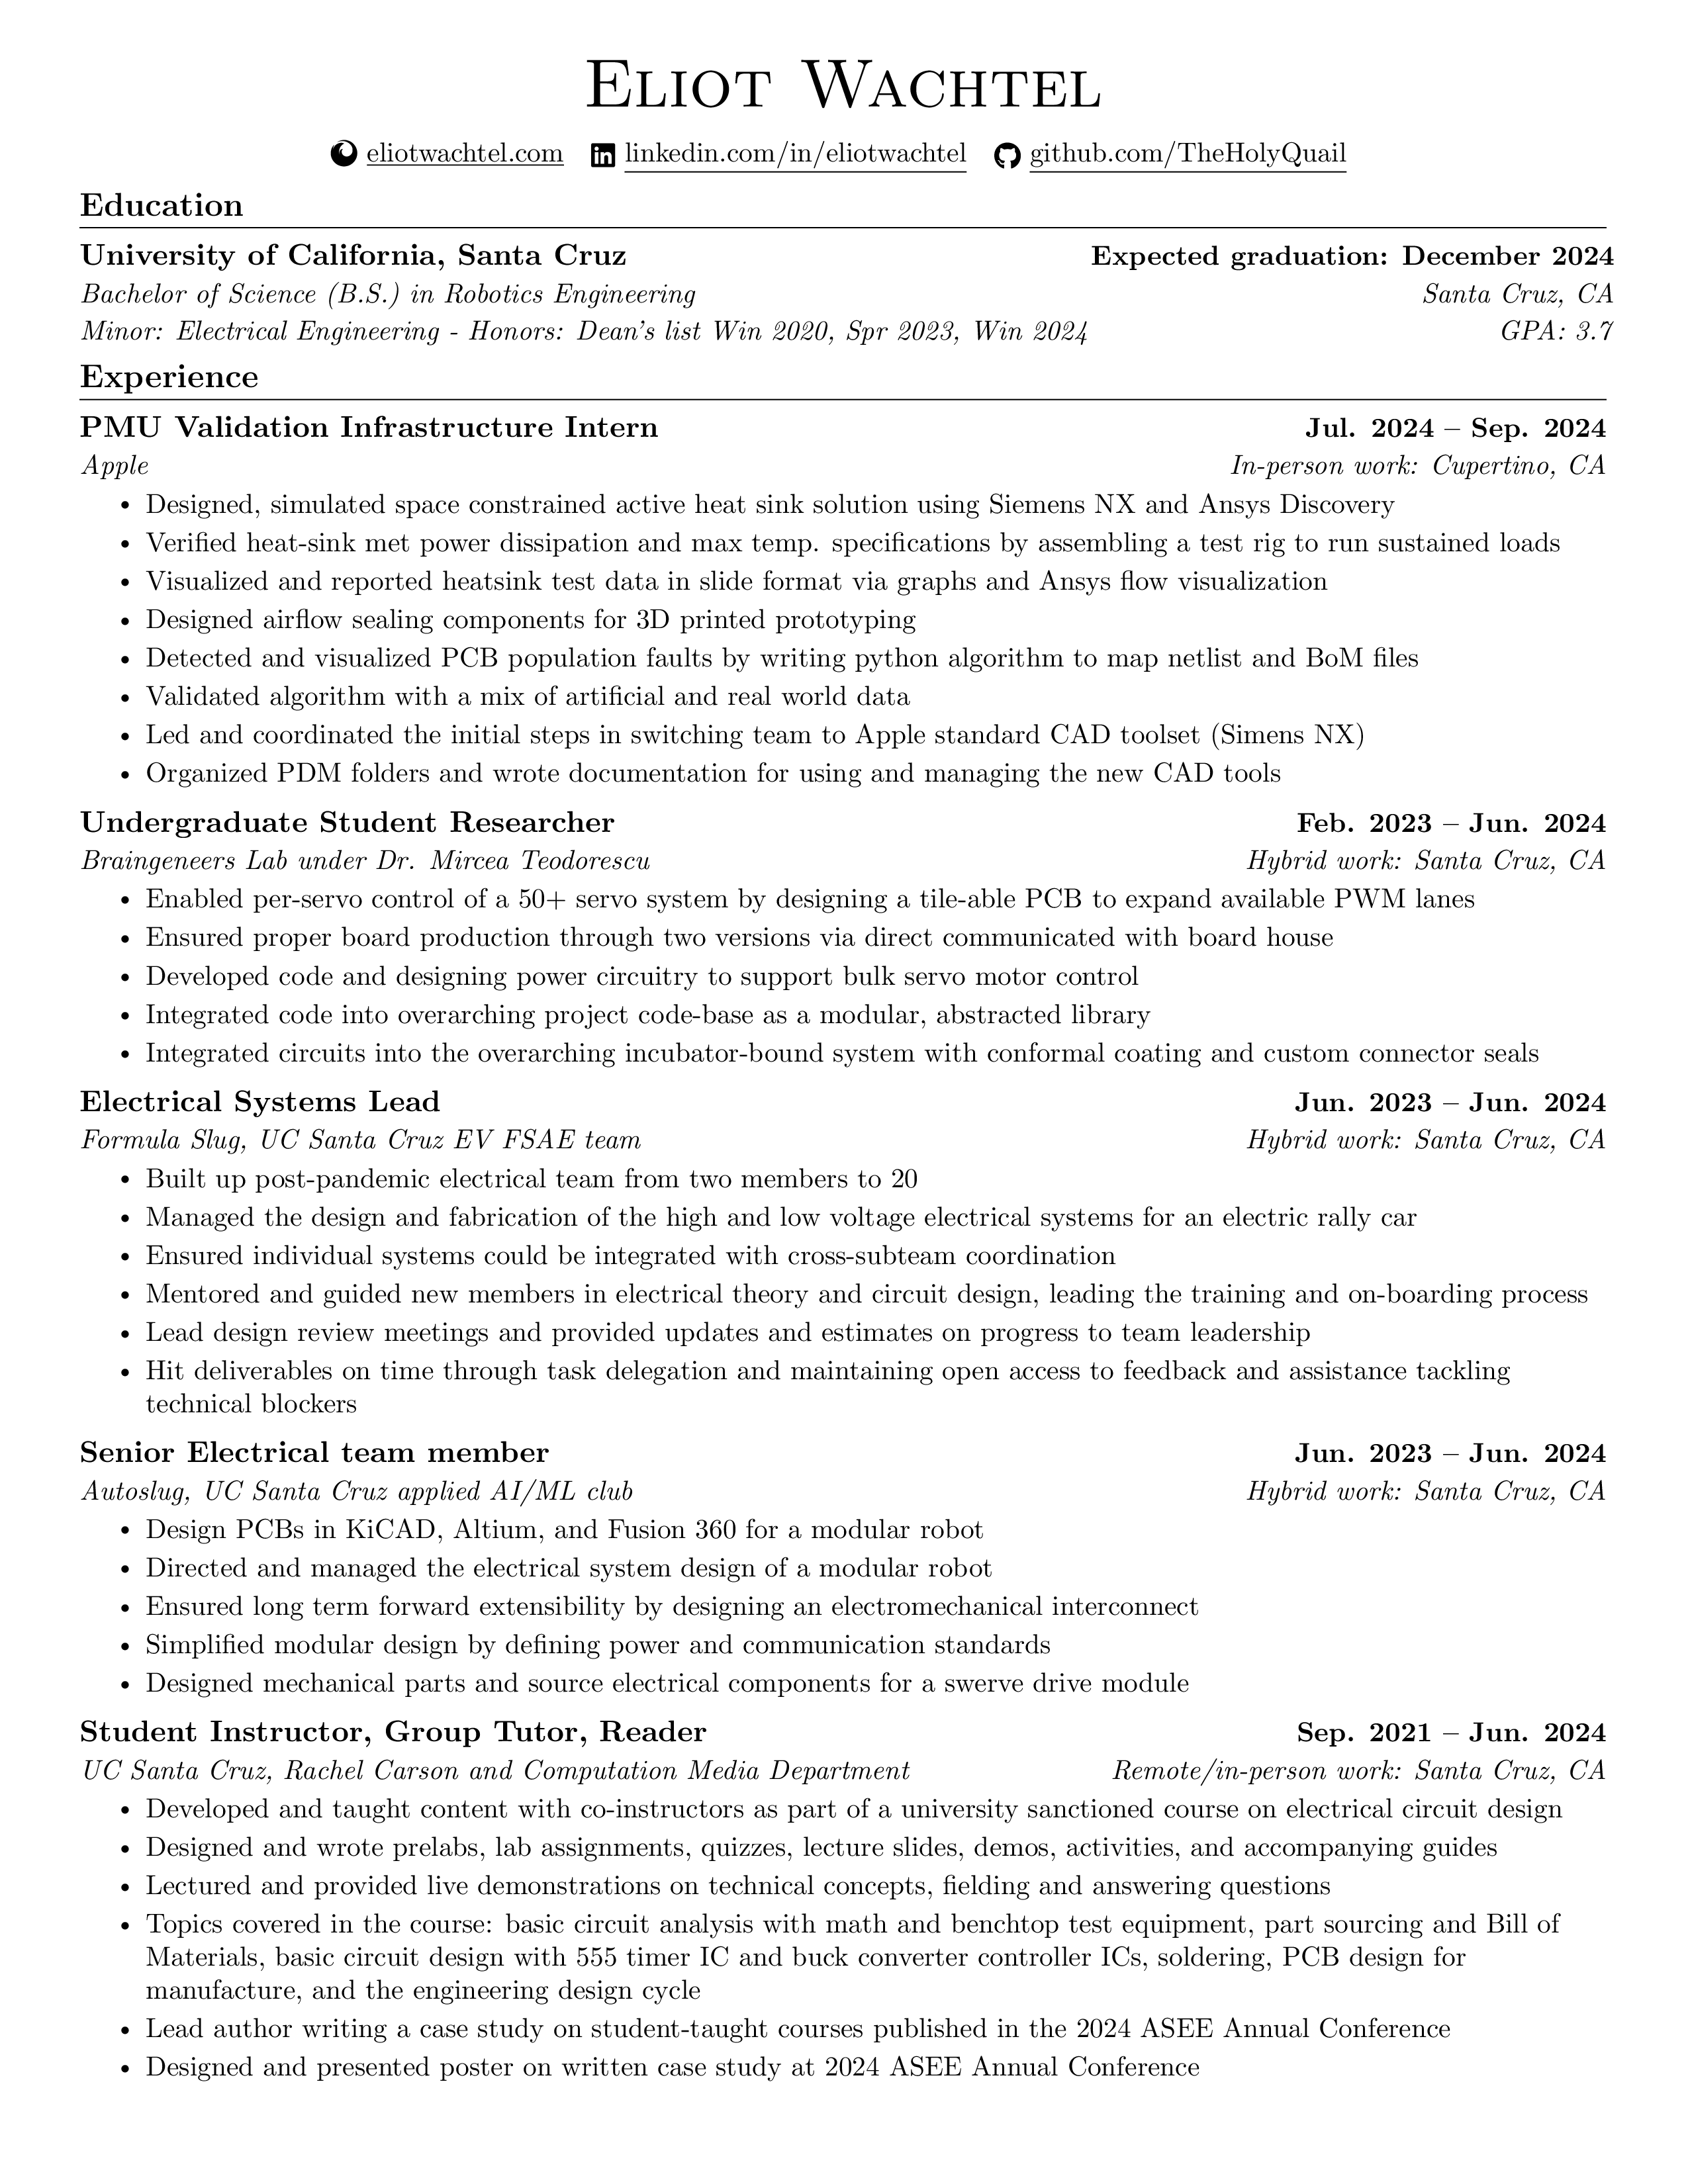 Eliot Wachtel
eliotwachtel.com linkedin.com/in/eliotwachtel github.com/TheHolyQuail
Education
University of California, Santa Cruz Expected graduation: December 2024
Bachelor of Science (B.S.) in Robotics Engineering Santa Cruz, CA
Minor: Electrical Engineering - Honors: Dean's list Win 2020, Spr 2023, Win 2024 GPA: 3.7
Experience
PMU Validation Infrastructure Intern Jul. 2024 – Sep. 2024
Apple In-person work: Cupertino, CA
• Designed, simulated space constrained active heat sink solution using Siemens NX and Ansys Discovery
• Verified heat-sink met power dissipation and max temp. specifications by assembling a test rig to run sustained loads
• Visualized and reported heatsink test data in slide format via graphs and Ansys flow visualization
• Designed airflow sealing components for 3D printed prototyping
• Detected and visualized PCB population faults by writing python algorithm to map netlist and BoM files
• Validated algorithm with a mix of artificial and real world data
• Led and coordinated the initial steps in switching team to Apple standard CAD toolset (Simens NX)
• Organized PDM folders and wrote documentation for using and managing the new CAD tools
Undergraduate Student Researcher Feb. 2023 – Jun. 2024
Braingeneers Lab under Dr. Mircea Teodorescu Hybrid work: Santa Cruz, CA
• Enabled per-servo control of a 50+ servo system by designing a tile-able PCB to expand available PWM lanes
• Ensured proper board production through two versions via direct communicated with board house
• Developed code and designing power circuitry to support bulk servo motor control
• Integrated code into overarching project code-base as a modular, abstracted library
• Integrated circuits into the overarching incubator-bound system with conformal coating and custom connector seals
Electrical Systems Lead Jun. 2023 – Jun. 2024
Formula Slug, UC Santa Cruz EV FSAE team Hybrid work: Santa Cruz, CA
• Built up post-pandemic electrical team from two members to 20
• Managed the design and fabrication of the high and low voltage electrical systems for an electric rally car
• Ensured individual systems could be integrated with cross-subteam coordination
• Mentored and guided new members in electrical theory and circuit design, leading the training and on-boarding process
• Lead design review meetings and provided updates and estimates on progress to team leadership
• Hit deliverables on time through task delegation and maintaining open access to feedback and assistance tackling
technical blockers
Senior Electrical team member Jun. 2023 – Jun. 2024
Autoslug, UC Santa Cruz applied AI/ML club Hybrid work: Santa Cruz, CA
• Design PCBs in KiCAD, Altium, and Fusion 360 for a modular robot
• Directed and managed the electrical system design of a modular robot
• Ensured long term forward extensibility by designing an electromechanical interconnect
• Simplified modular design by defining power and communication standards
• Designed mechanical parts and source electrical components for a swerve drive module
Student Instructor, Group Tutor, Reader Sep. 2021 – Jun. 2024
UC Santa Cruz, Rachel Carson and Computation Media Department Remote/in-person work: Santa Cruz, CA
• Developed and taught content with co-instructors as part of a university sanctioned course on electrical circuit design
• Designed and wrote prelabs, lab assignments, quizzes, lecture slides, demos, activities, and accompanying guides
• Lectured and provided live demonstrations on technical concepts, fielding and answering questions
• Topics covered in the course: basic circuit analysis with math and benchtop test equipment, part sourcing and Bill of
Materials, basic circuit design with 555 timer IC and buck converter controller ICs, soldering, PCB design for
manufacture, and the engineering design cycle
• Lead author writing a case study on student-taught courses published in the 2024 ASEE Annual Conference
• Designed and presented poster on written case study at 2024 ASEE Annual Conference